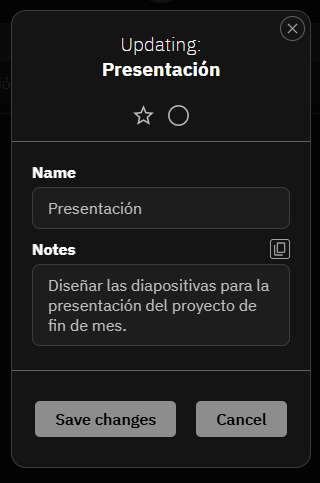 Updating:
Presentación
Name
Presentación
Notes
Diseñar las diapositivas para la
presentación del proyecto de
fin de mes.
Save changes
Cancel